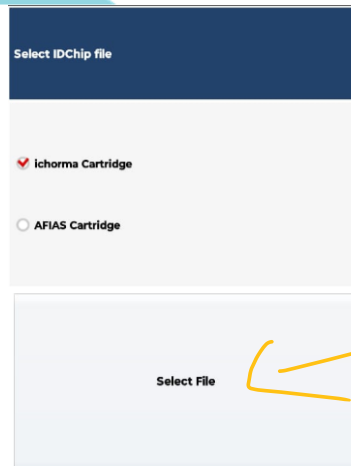 Select IDChip file
ichorma Cartridge
AFIAS Cartridge
Select File